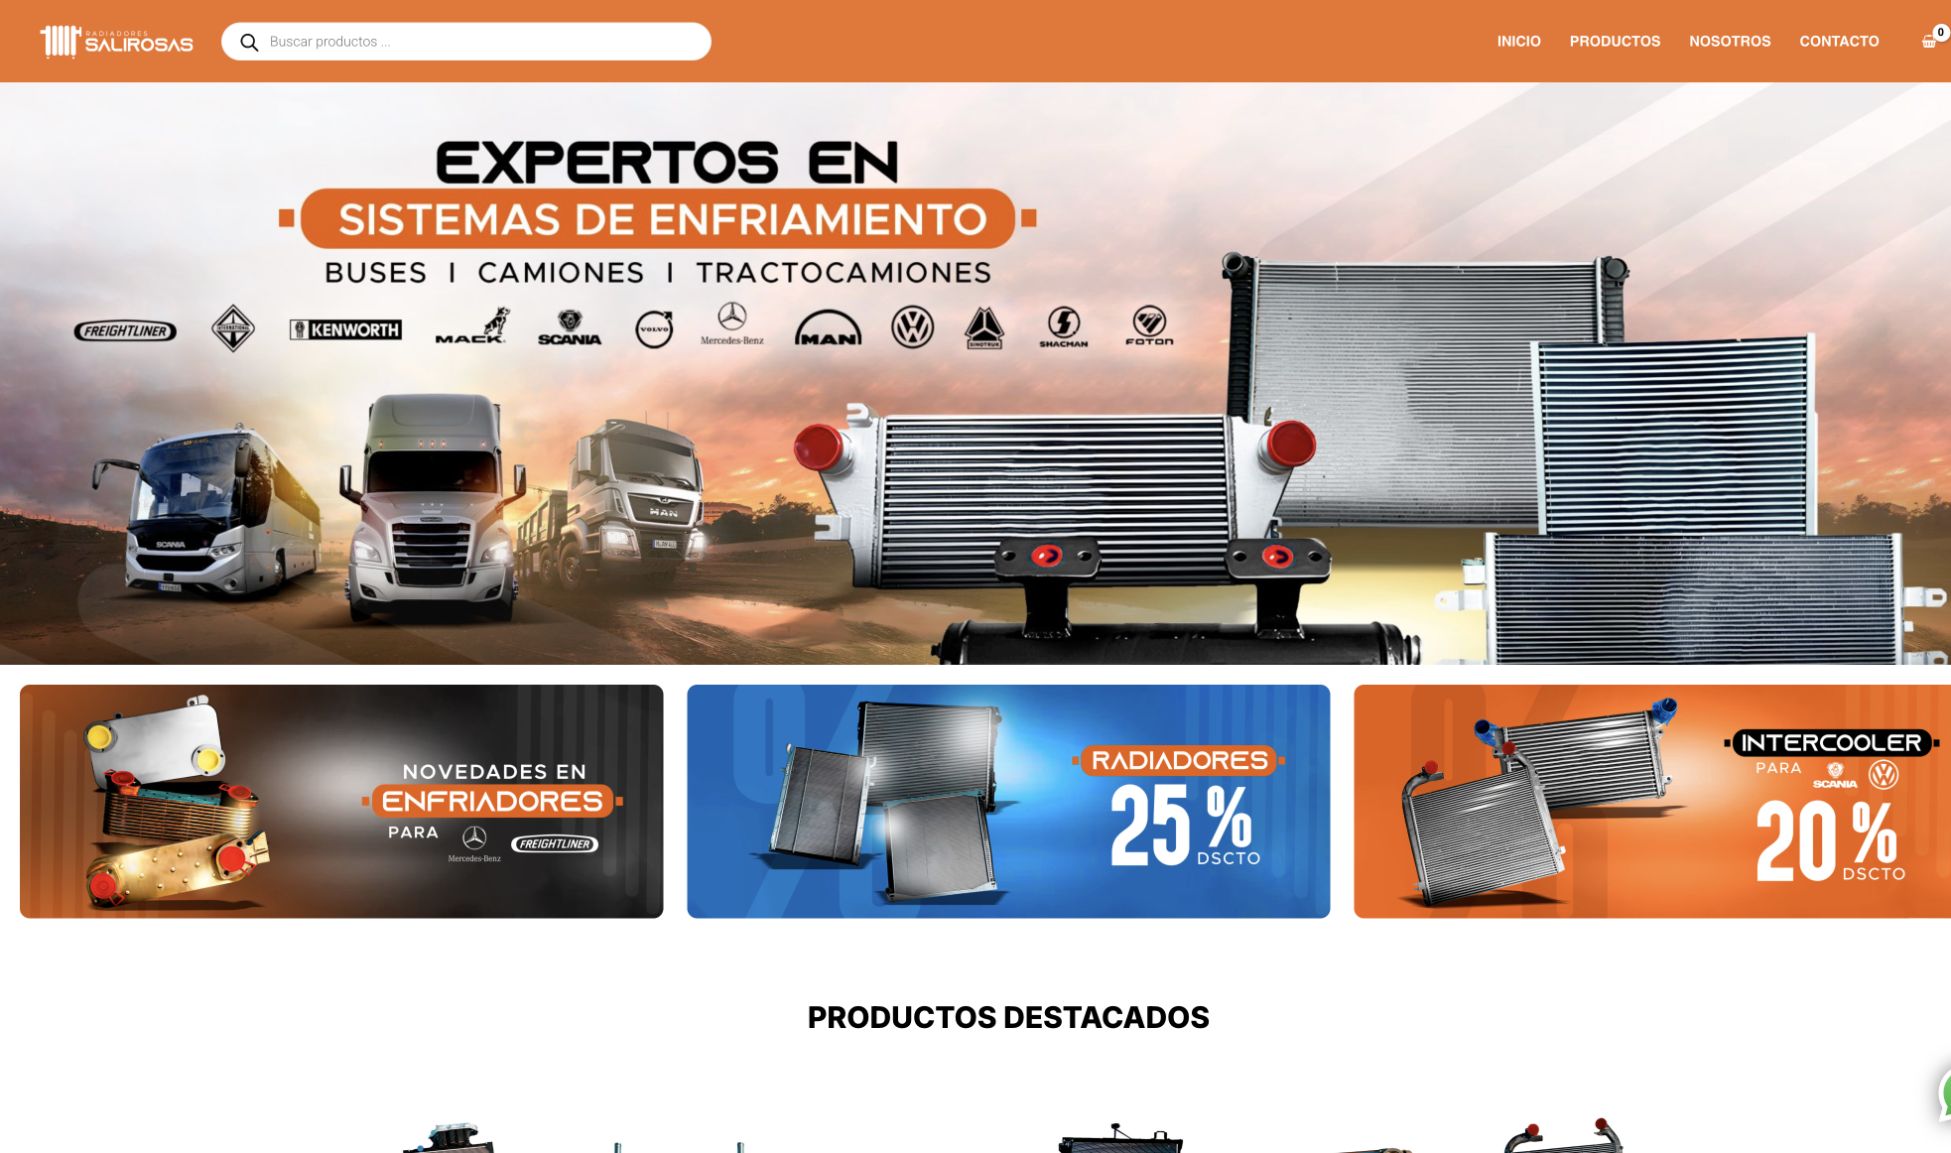 RADIADORES
SALIROSAS
Buscar productos ...
INICIO
PRODUCTOS
NOSOTROS
CONTACTO
0
EXPERTOS EN
SISTEMAS DE ENFRIAMIENTO
BUSES I CAMIONES I TRACTOCAMIONES
FREIGHTLINER
INTERNATIONAL
KENWORTH
MACK
SCANIA
VOLVO
Mercedes-Benz
MAN
SINOTRUK
SHACMAN
FOTON
SCANIA
MAN
NOVEDADES EN
ENFRIADORES
PARA
Mercedes-Benz
FREIGHTLINER
RADIADORES
25%
DSCTO
INTERCOOLER
PARA
SCANIA
20%
DSCTO
PRODUCTOS DESTACADOS